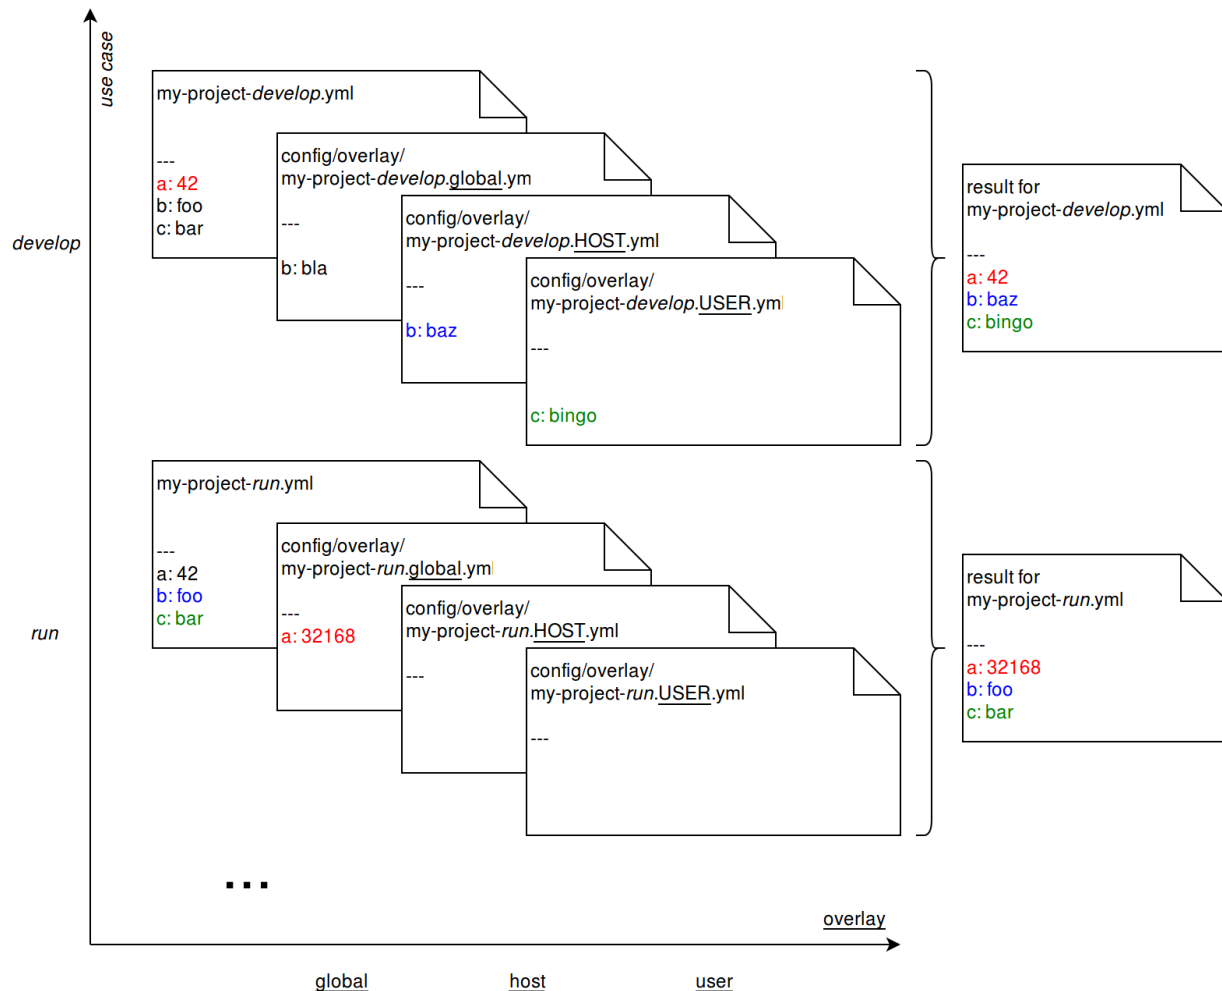 use case
my-project-develop.yml
---
a: 42
b: foo
c: bar
config/overlay/
my-project-develop.global.ym
---
b: bla
config/overlay/
my-project-develop.HOST.yml
---
b: baz
config/overlay/
my-project-develop.USER.yml
---
c: bingo
result for
my-project-develop.yml
---
a: 42
b: baz
c: bingo
develop
my-project-run.yml
---
a: 42
b: foo
c: bar
config/overlay/
my-project-run.global.yml
---
a: 32168
config/overlay/
my-project-run.HOST.yml
---
config/overlay/
my-project-run.USER.yml
---
result for
my-project-run.yml
---
a: 32168
b: foo
c: bar
run
...
overlay
global
host
user